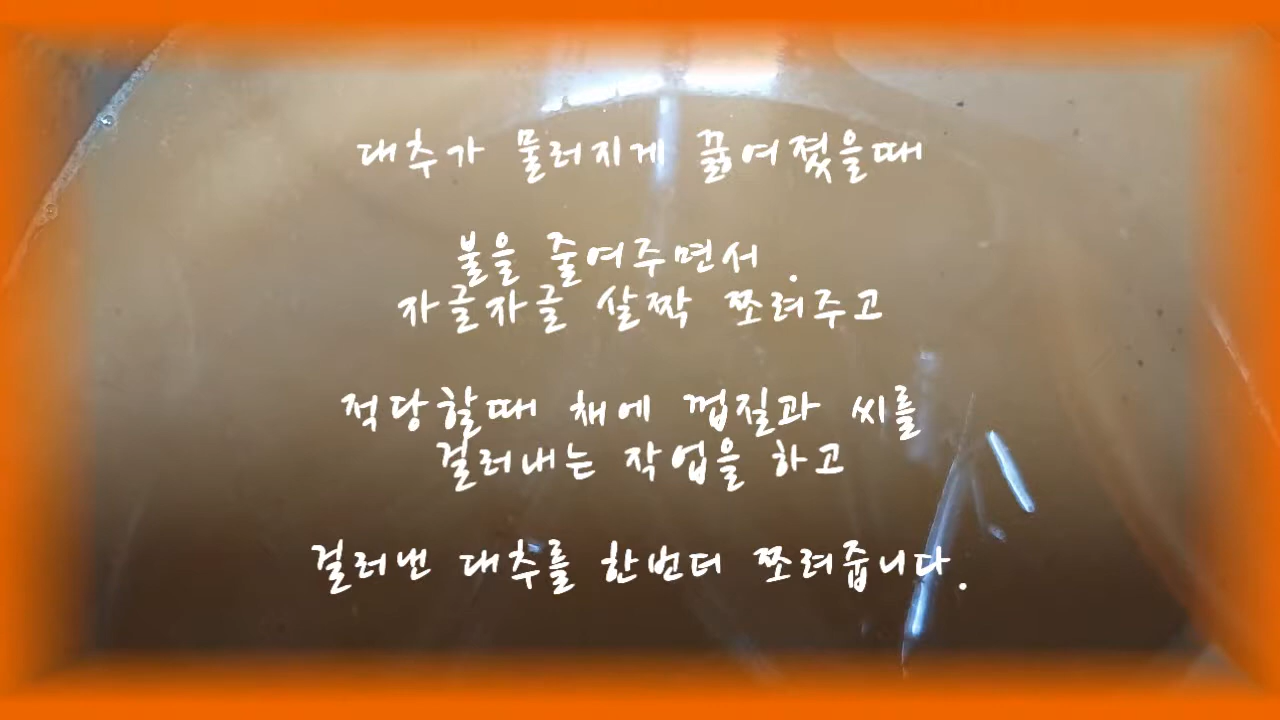 대추가 물러지게 끓여졌을때
불을 줄여주면서 .
자글자글 살짝 쪼려주고
적당할때 채에 껍질과 씨를
걸러내는 작업을 하고
걸러낸 대추를 한번더 쪼려줍니다.